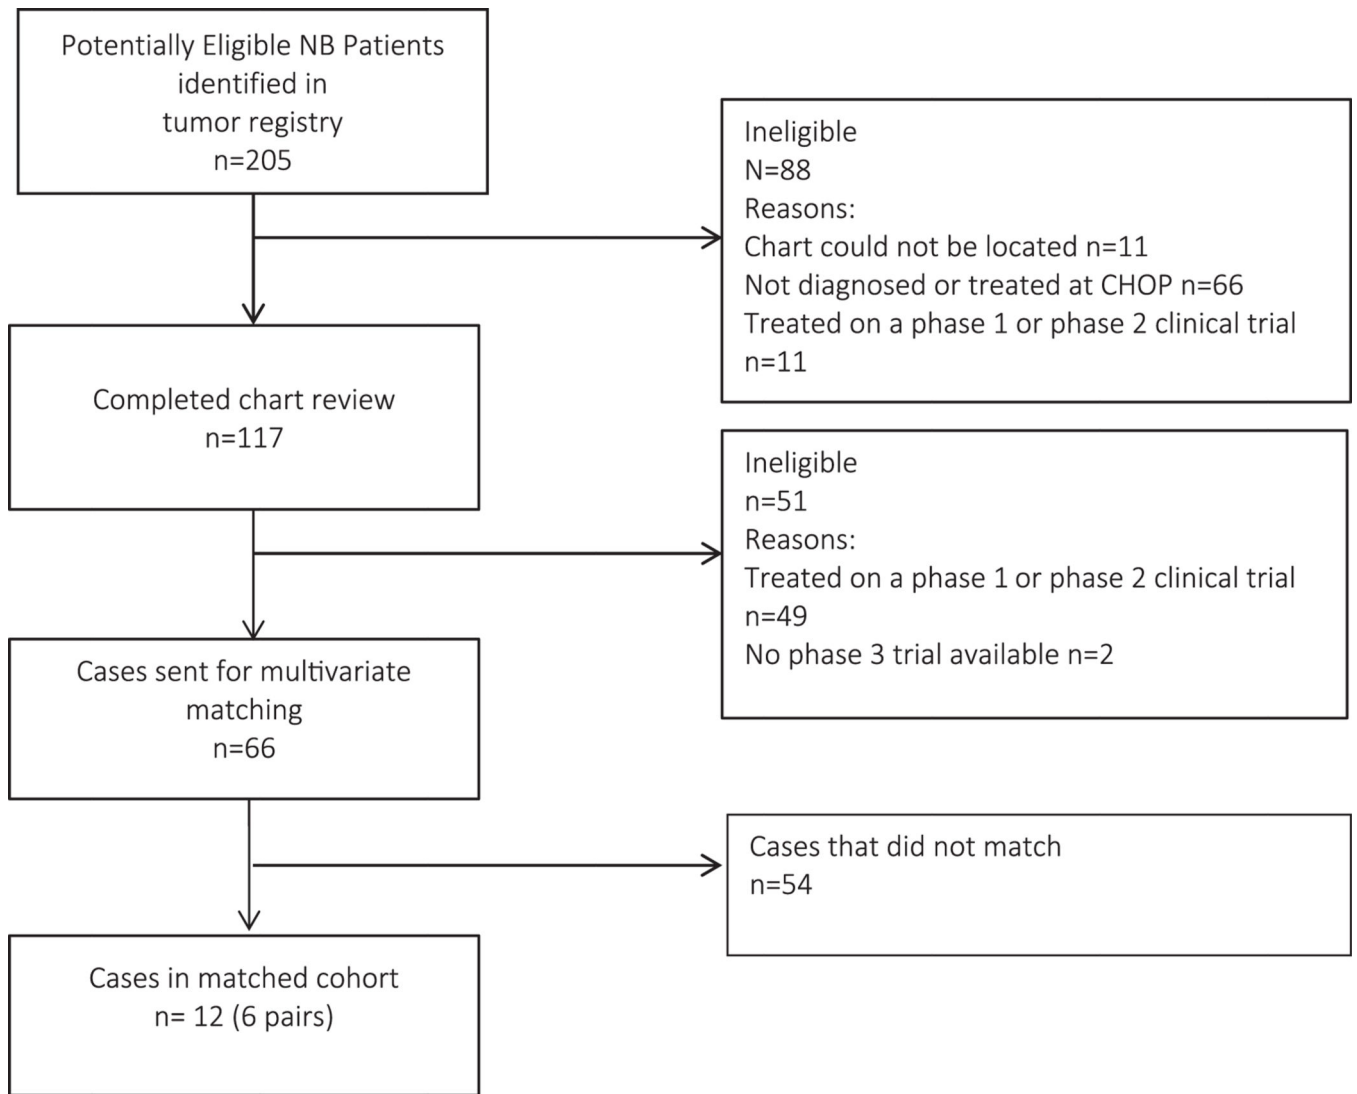 Potentially Eligible NB Patients
identified in
tumor registry
n=205
Ineligible
N=88
Reasons:
Chart could not be located n=11
Not diagnosed or treated at CHOP n=66
Treated on a phase 1 or phase 2 clinical trial
n=11
Completed chart review
n=117
Ineligible
n=51
Reasons:
Treated on a phase 1 or phase 2 clinical trial
n=49
No phase 3 trial available n=2
Cases sent for multivariate
matching
n=66
Cases that did not match
n=54
Cases in matched cohort
n= 12 (6 pairs)